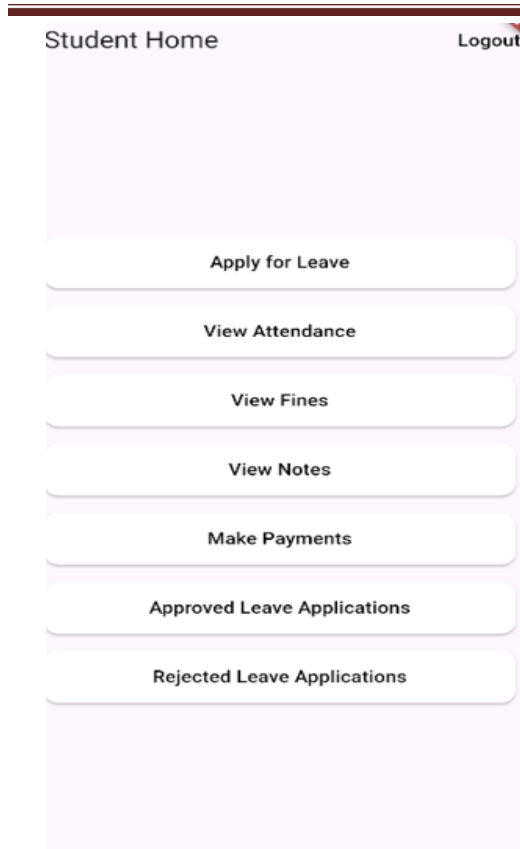 Student Home
Logout
Apply for Leave
View Attendance
View Fines
View Notes
Make Payments
Approved Leave Applications
Rejected Leave Applications